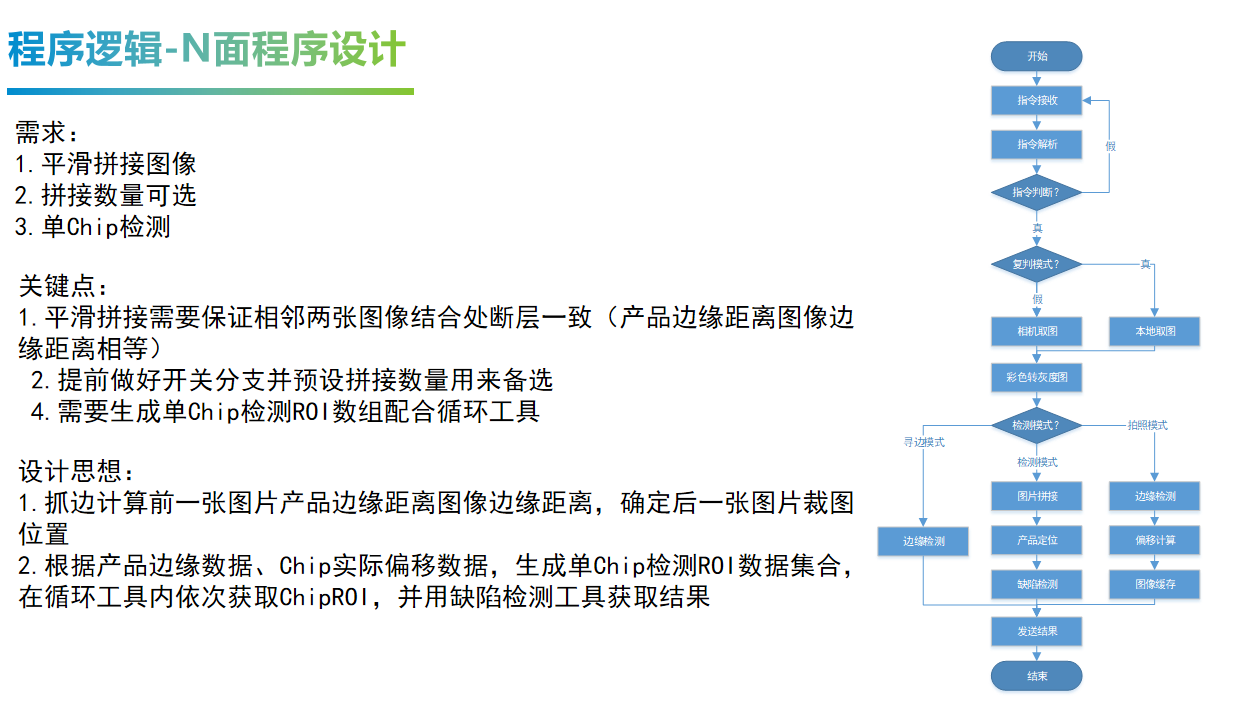 程序逻辑-N面程序设计
需求：
1.平滑拼接图像
2.拼接数量可选
3.单Chip检测
关键点：
1.平滑拼接需要保证相邻两张图像结合处断层一致（产品边缘距离图像边
缘距离相等）
2.提前做好开关分支并预设拼接数量用来备选
4.需要生成单Chip检测ROI数组配合循环工具
设计思想：
1.抓边计算前一张图片产品边缘距离图像边缘距离，确定后一张图片裁图
位置
2.根据产品边缘数据、Chip实际偏移数据，生成单Chip检测ROI数据集合，
在循环工具内依次获取ChipROI，并用缺陷检测工具获取结果
开始
指令接收
指令解析
假
指令判断？
真
复判模式？
真
假
相机取图
本地取图
彩色转灰度图
检测模式？
拍照模式
寻边模式
检测模式
图片拼接
边缘检测
边缘检测
产品定位
偏移计算
缺陷检测
图像缓存
发送结果
结束